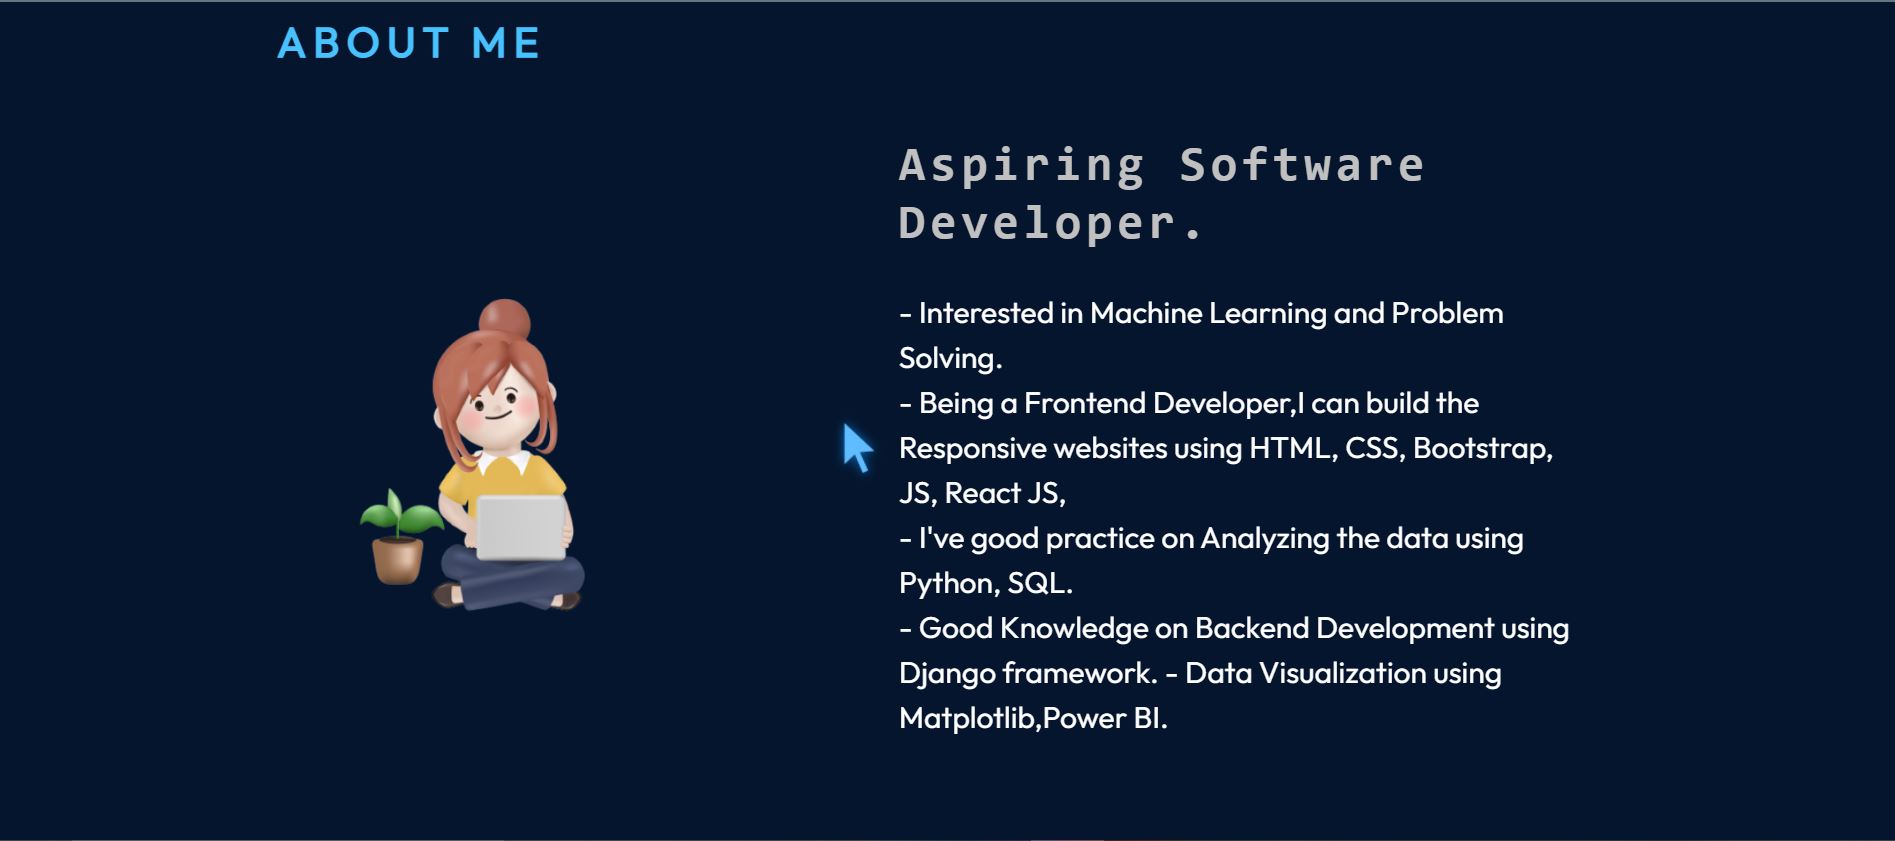 ABOUT ME
Aspiring Software
Developer.
- Interested in Machine Learning and Problem
Solving.
- Being a Frontend Developer,I can build the
Responsive websites using HTML, CSS, Bootstrap,
JS, React JS,
- I've good practice on Analyzing the data using
Python, SQL.
- Good Knowledge on Backend Development using
Django framework. - Data Visualization using
Matplotlib,Power BI.